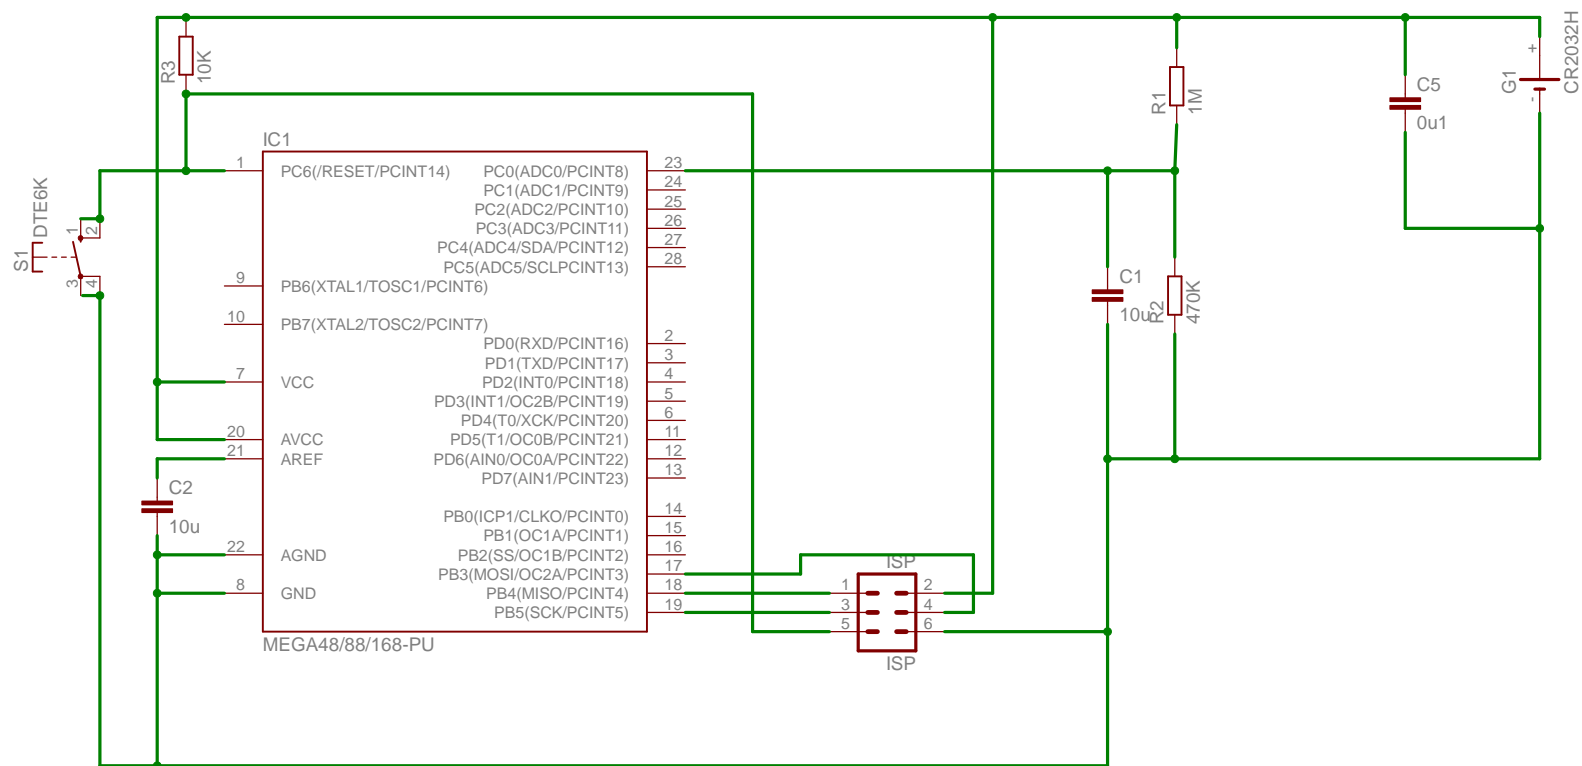 R3
10K
IC1
1
PC6(/RESET/PCINT14)
9
PB6(XTAL1/TOSC1/PCINT6)
10
PB7(XTAL2/TOSC2/PCINT7)
7
VCC
20
AVCC
21
AREF
22
AGND
8
GND
PC0(ADC0/PCINT8)
23
PC1(ADC1/PCINT9)
24
PC2(ADC2/PCINT10)
25
PC3(ADC3/PCINT11)
26
PC4(ADC4/SDA/PCINT12)
27
PC5(ADC5/SCLPCINT13)
28
PD0(RXD/PCINT16)
2
PD1(TXD/PCINT17)
3
PD2(INT0/PCINT18)
4
PD3(INT1/OC2B/PCINT19)
5
PD4(T0/XCK/PCINT20)
6
PD5(T1/OC0B/PCINT21)
11
PD6(AIN0/OC0A/PCINT22)
12
PD7(AIN1/PCINT23)
13
PB0(ICP1/CLKO/PCINT0)
14
PB1(OC1A/PCINT1)
15
PB2(SS/OC1B/PCINT2)
16
PB3(MOSI/OC2A/PCINT3)
17
PB4(MISO/PCINT4)
18
PB5(SCK/PCINT5)
19
MEGA48/88/168-PU
S1
DTE6K
1
2
3
4
C2
10u
ISP
1
2
3
4
5
6
ISP
R1
1M
C1
10u
R2
470K
C5
0u1
G1
+
-
CR2032H